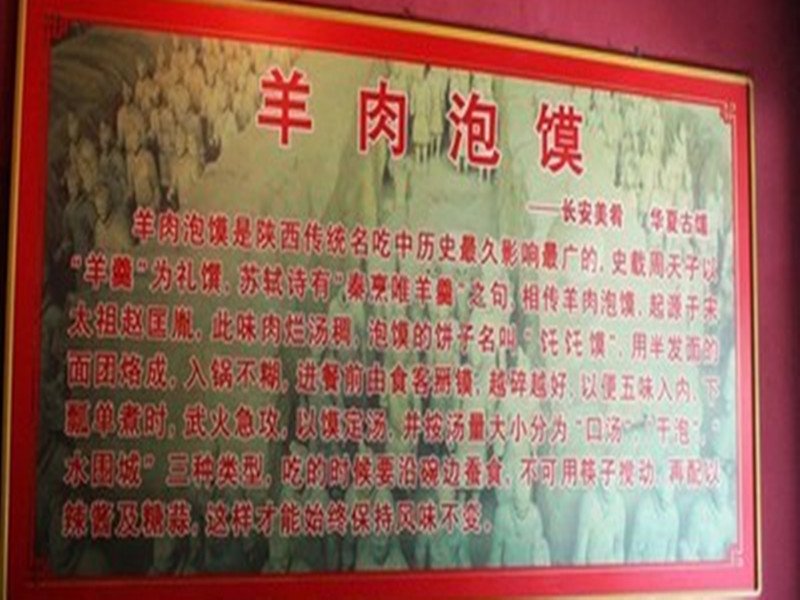 羊肉泡馍
——长安美肴 华夏古馔
羊肉泡馍是陕西传统名吃中历史最久影响最广的，史载周天子以
“羊羹”为礼馔，苏轼诗有“秦烹唯羊羹”之句，相传羊肉泡馍，起源于宋
太祖赵匡胤，此味肉烂汤稠，泡馍的饼子名叫“饦饦馍”，用半发面的
面团烙成，入锅不糊，进餐前由食客掰馍，越碎越好，以便五味入内，下
瓢单煮时，武火急攻，以馍定汤，并按汤量大小分为“口汤”，“干泡”，“
水围城”三种类型，吃的时候要沿碗边蚕食，不可用筷子搅动，再配以
辣酱及糖蒜，这样才能始终保持风味不变。